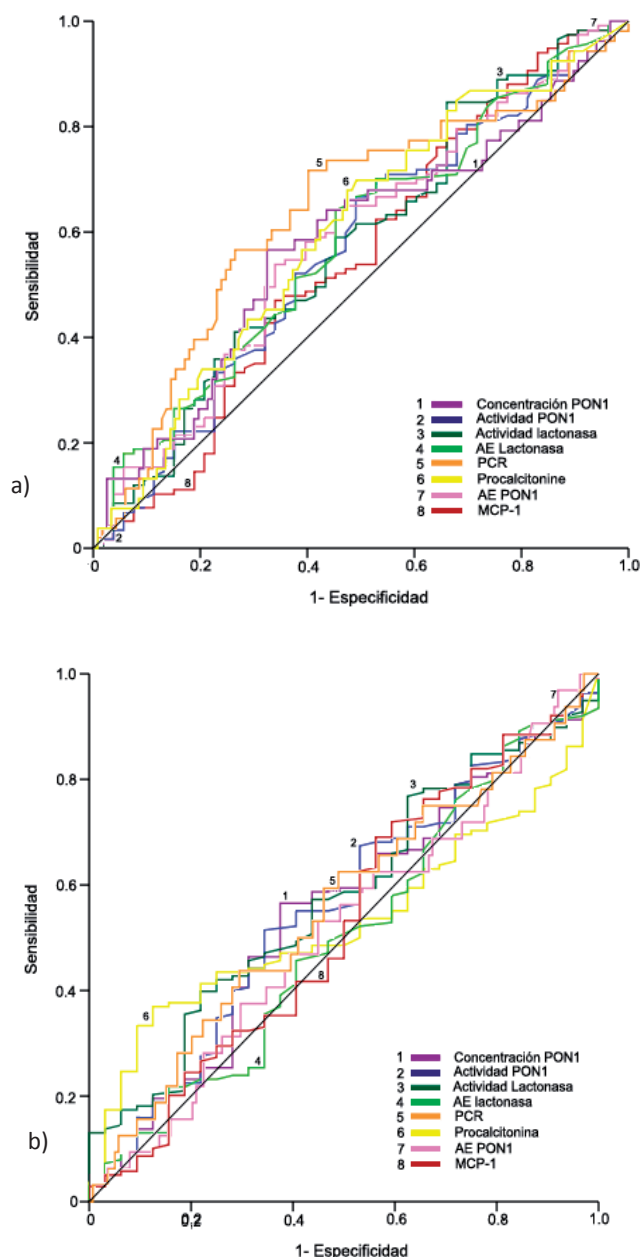 1.0
0.8
0.6
0.4
0.2
0
Sensibilidad
a)
0 0.2 0.4 0.6 0.8 1.0
1- Especificidad
7
3
5
6
1
4
8
2
1 Concentración PON1
2 Actividad PON1
3 Actividad lactonasa
4 AE Lactonasa
5 PCR
6 Procalcitonine
7 AE PON1
8 MCP-1
1.0
0.8
0.6
0.4
0.2
0
Sensibilidad
b)
0 0,2 0.4 0.6 0.8 1.0
1- Especificidad
7
3
2
5
1
8
6
4
1 Concentración PON1
2 Actividad PON1
3 Actividad Lactonasa
4 AE lactonasa
5 PCR
6 Procalcitonina
7 AE PON1
8 MCP-1